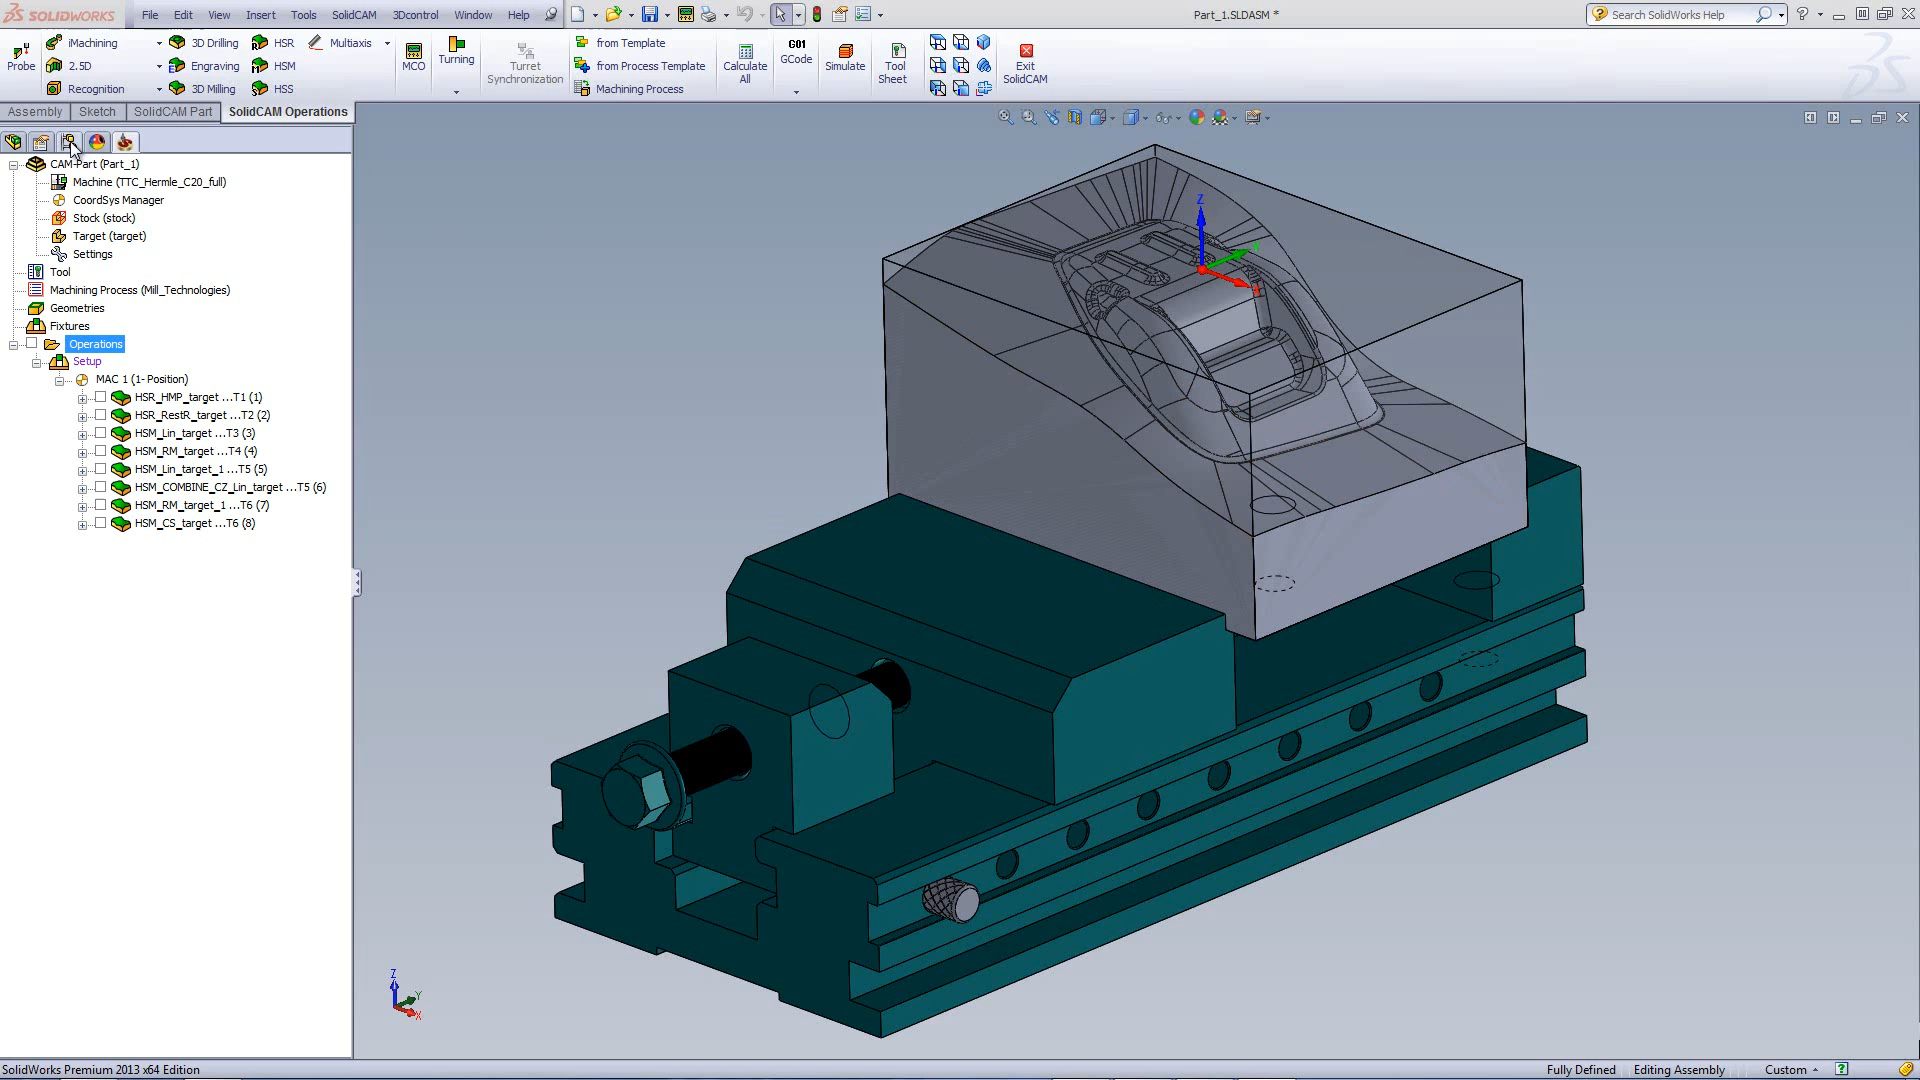 SOLIDWORKS File Edit View Insert Tools SolidCAM 3Dcontrol Window Help Part_1.SLDASM * Search SolidWorks Help
iMachining 3D Drilling HSR Multiaxis from Template G01
Probe 2.5D Engraving HSM MCO Turning Turret Synchronization from Process Template Calculate All GCode Simulate Tool Sheet Exit SolidCAM
Recognition 3D Milling HSS Machining Process
Assembly Sketch SolidCAM Part SolidCAM Operations
CAM-Part (Part_1)
Machine (TTC_Hermle_C20_full)
CoordSys Manager
Stock (stock)
Target (target)
Settings
Tool
Machining Process (Mill_Technologies)
Geometries
Fixtures
Operations
Setup
MAC 1 (1- Position)
HSR_HMP_target ...T1 (1)
HSR_RestR_target ...T2 (2)
HSM_Lin_target ...T3 (3)
HSM_RM_target ...T4 (4)
HSM_Lin_target_1 ...T5 (5)
HSM_COMBINE_CZ_Lin_target ...T5 (6)
HSM_RM_target_1 ...T6 (7)
HSM_CS_target ...T6 (8)
Z
Y
X
Z
Y
X
SolidWorks Premium 2013 x64 Edition Fully Defined Editing Assembly Custom